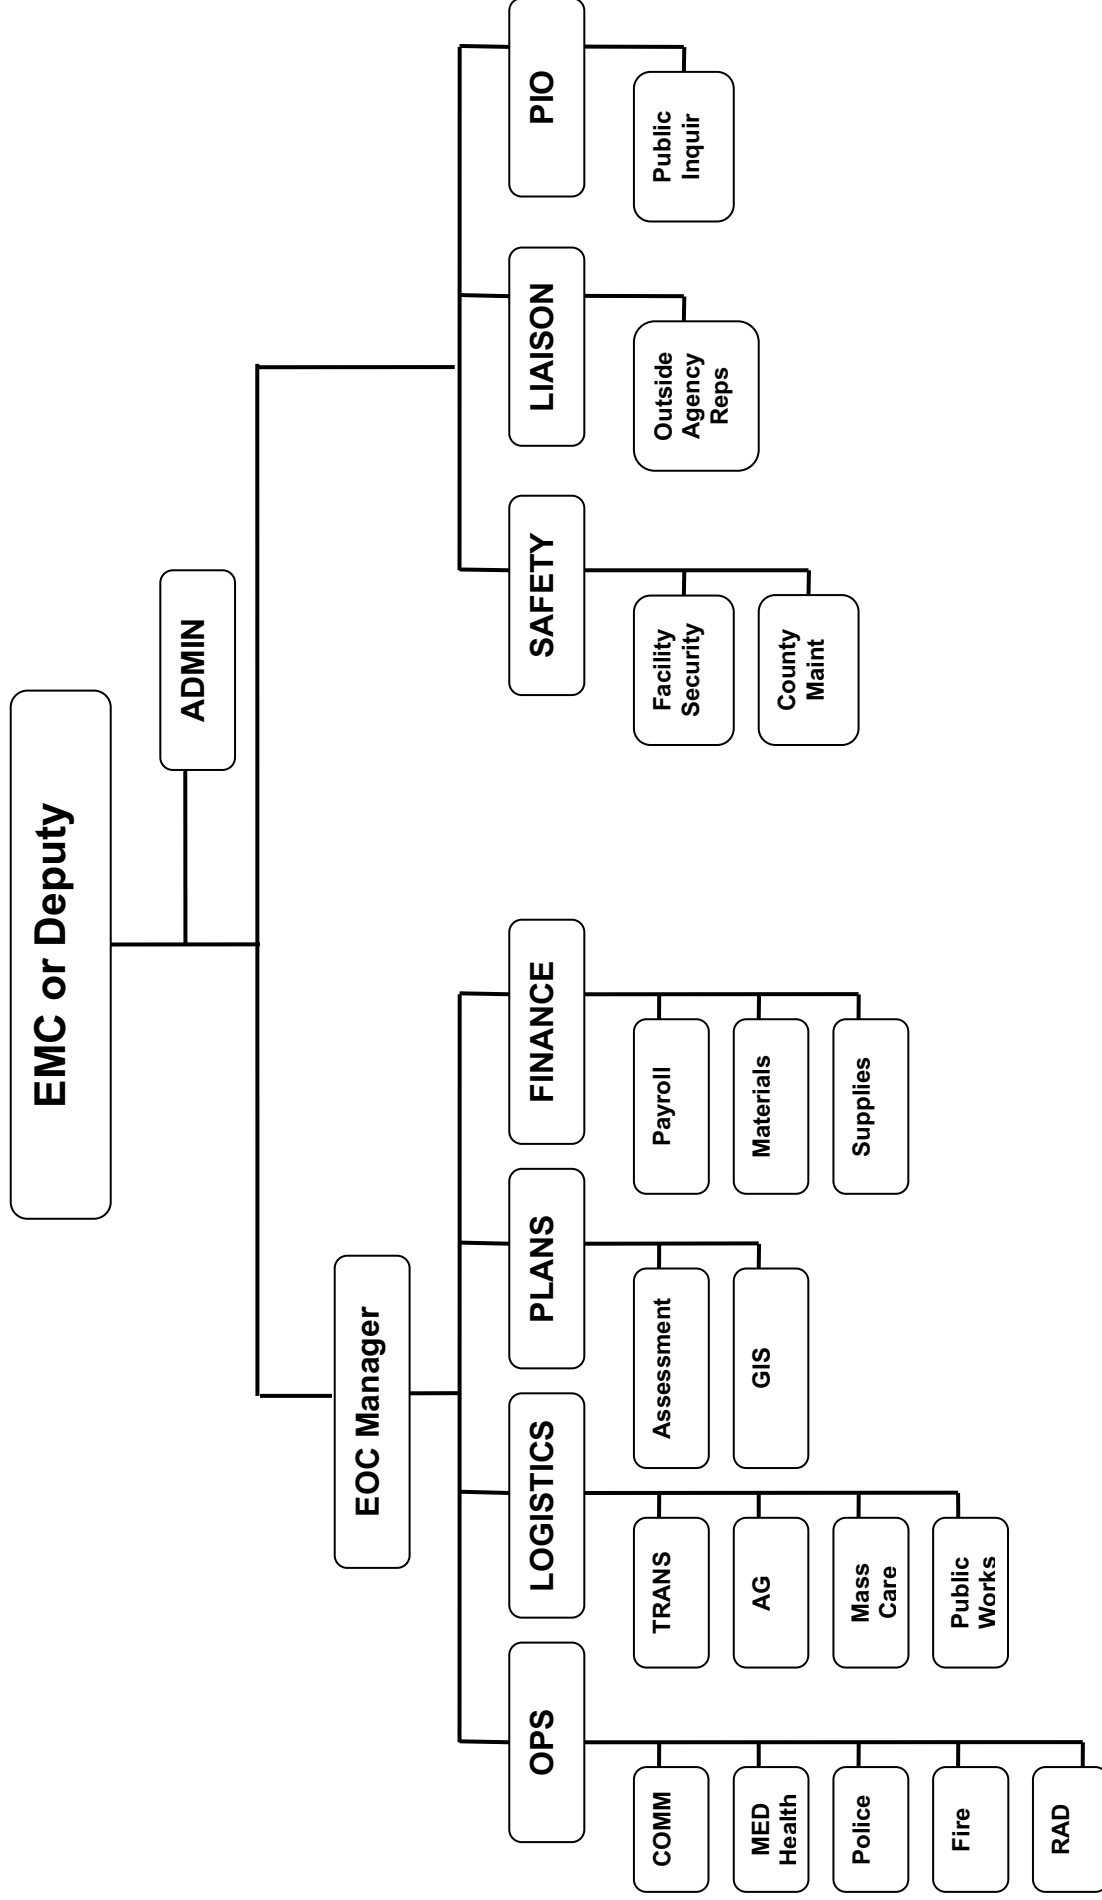 EMC or Deputy
ADMIN
EOC Manager
OPS
LOGISTICS
PLANS
FINANCE
SAFETY
LIAISON
PIO
COMM
MED
Health
Police
Fire
RAD
TRANS
AG
Mass
Care
Public
Works
Assessment
GIS
Payroll
Materials
Supplies
Facility
Security
County
Maint
Outside
Agency
Reps
Public
Inquir